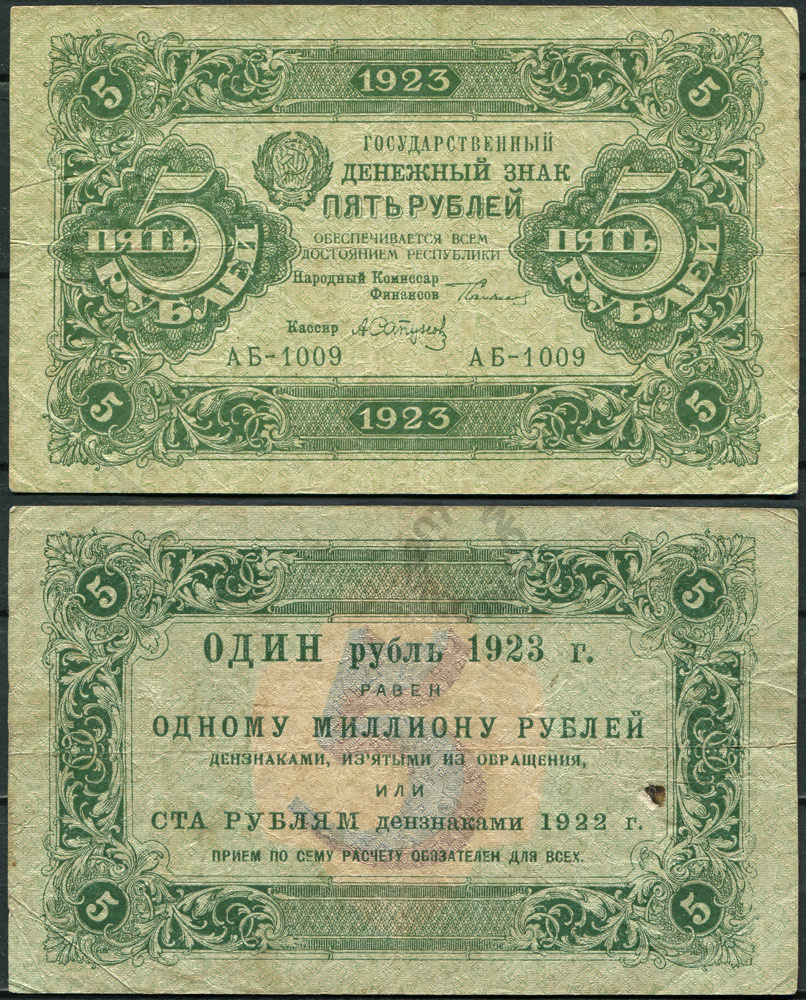 5 1923 5
ГОСУДАРСТВЕННЫЙ
ДЕНЕЖНЫЙ ЗНАК
ПЯТЬ РУБЛЕЙ
5 ПЯТЬ РУБЛЕЙ
5 ПЯТЬ РУБЛЕЙ
ОБЕСПЕЧИВАЕТСЯ ВСЕМ
ДОСТОЯНИЕМ РЕСПУБЛИКИ
Народный Комиссар
Финансов
Кассир
АБ-1009 АБ-1009
5 1923 5
5 5
ОДИН рубль 1923 г.
РАВЕН
ОДНОМУ МИЛЛИОНУ РУБЛЕЙ
ДЕНЗНАКАМИ, ИЗ'ЯТЫМИ ИЗ ОБРАЩЕНИЯ,
ИЛИ
СТА РУБЛЯМ дензнаками 1922 г.
ПРИЕМ ПО СЕМУ РАСЧЕТУ ОБЯЗАТЕЛЕН ДЛЯ ВСЕХ.
5
5 5